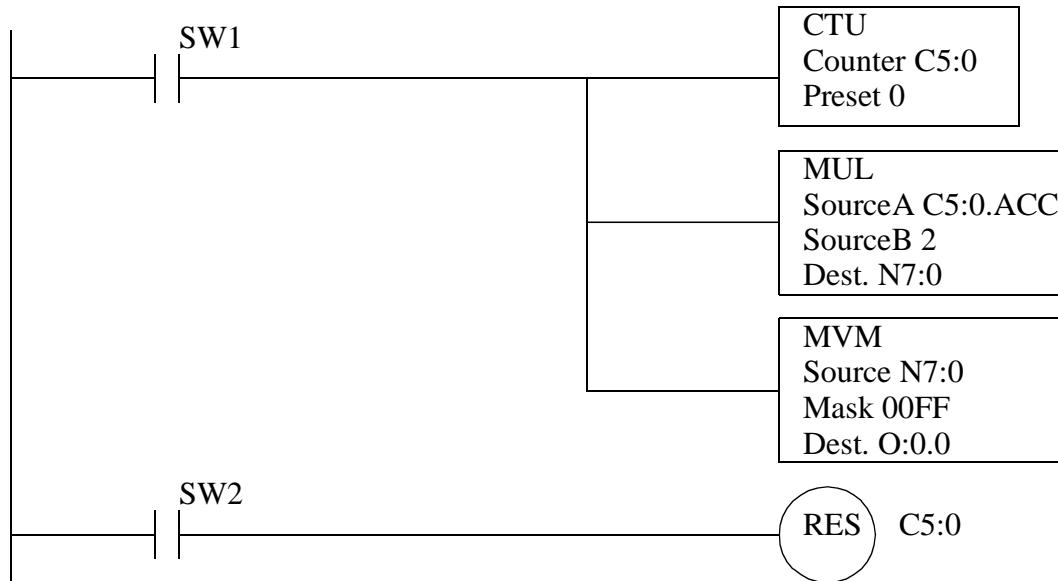 SW1
CTU
Counter C5:0
Preset 0
MUL
SourceA C5:0.ACC
SourceB 2
Dest. N7:0
MVM
Source N7:0
Mask 00FF
Dest. O:0.0
SW2
RES C5:0